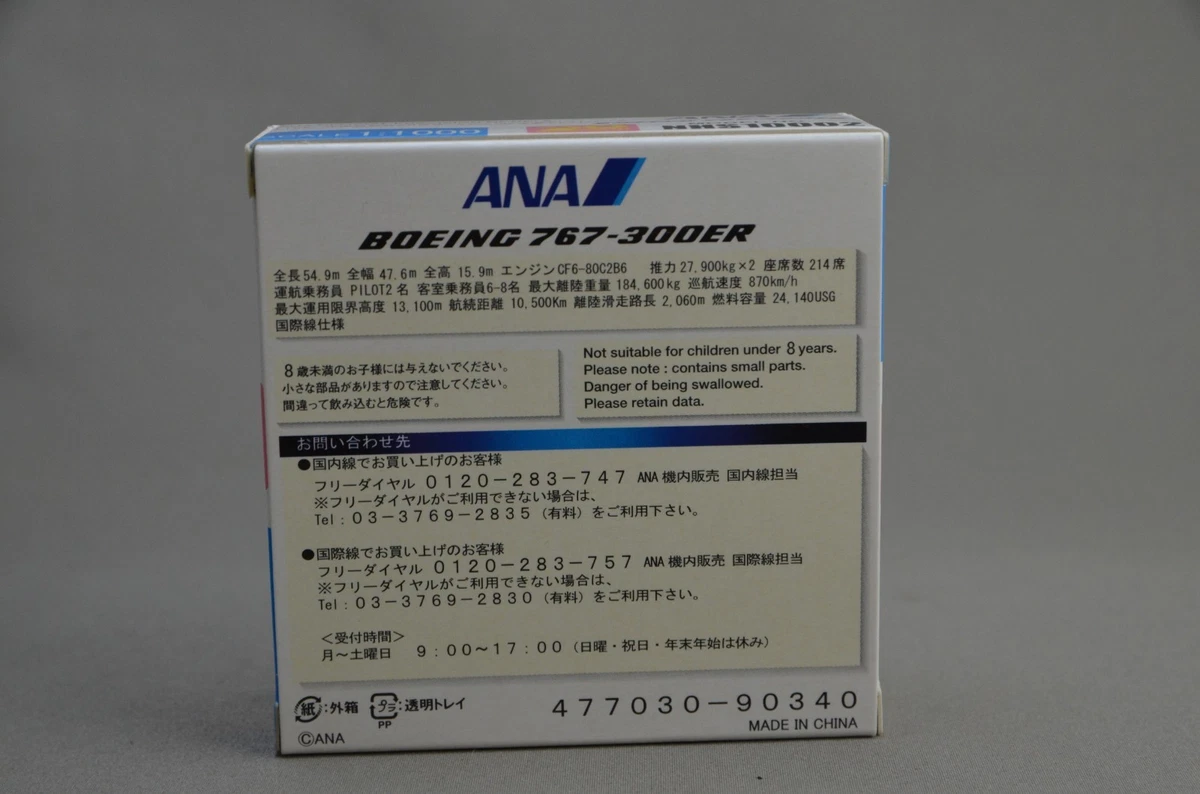 SCALE 1:1000
ANA
BOEING 767-300ER
全長54.9m 全幅 47.6m 全高 15.9m エンジンCF6-80C2B6 推力27,900kg×2 座席数214席
運航乗務員 PILOT2名 客室乗務員6-8名 最大離陸重量 184,600kg 巡航速度 870km/h
最大運用限界高度 13,100m 航続距離 10,500Km 離陸滑走路長 2,060m 燃料容量 24,140USG
国際線仕様
8歳未満のお子様には与えないでください。
小さな部品がありますので注意してください。
間違って飲み込むと危険です。
Not suitable for children under 8 years.
Please note : contains small parts.
Danger of being swallowed.
Please retain data.
お問い合わせ先
●国内線でお買い上げのお客様
フリーダイヤル 0120-283-747 ANA機内販売 国内線担当
※フリーダイヤルがご利用できない場合は、
Tel:03-3769-2835(有料)をご利用下さい。
●国際線でお買い上げのお客様
フリーダイヤル 0120-283-757 ANA機内販売 国際線担当
※フリーダイヤルがご利用できない場合は、
Tel:03-3769-2830(有料)をご利用下さい。
<受付時間>
月~土曜日 9:00~17:00(日曜・祝日・年末年始は休み)
紙:外箱 プラ:透明トレイ
PP
477030-90340
MADE IN CHINA
©ANA